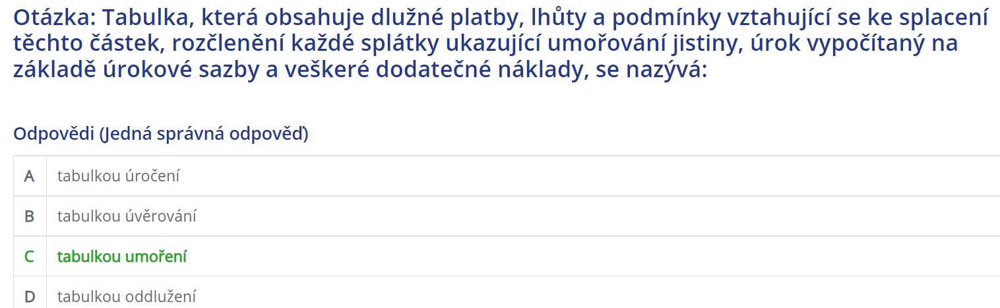 Otázka: Tabulka, která obsahuje dlužné platby, lhůty a podmínky vztahující se ke splacení
těchto částek, rozčlenění každé splátky ukazující umořování jistiny, úrok vypočítaný na
základě úrokové sazby a veškeré dodatečné náklady, se nazývá:
Odpovědi (Jedná správná odpověď)
A tabulkou úročení
B tabulkou úvěrování
C tabulkou umoření
D tabulkou oddlužení